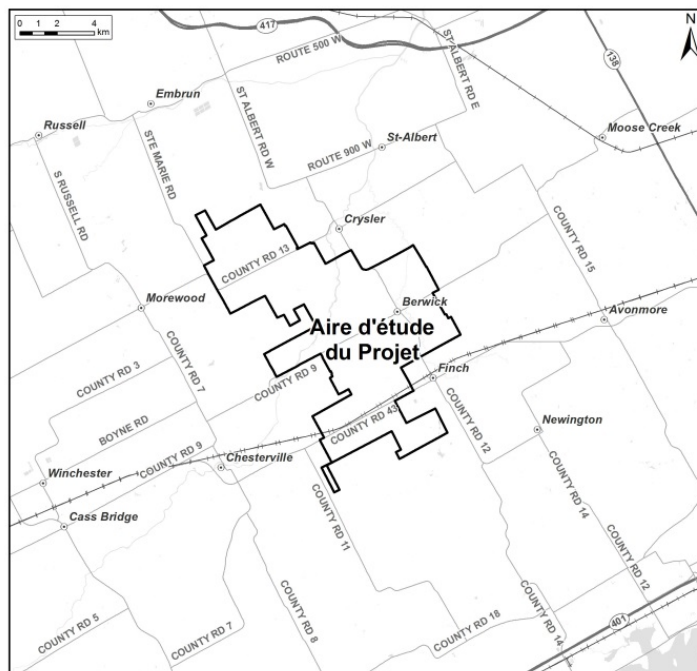 0 1 2 4
km
N
417
ROUTE 500 W
ST ALBERT RD E
138
Embrun
Russell
ST ALBERT RD W
St-Albert
Moose Creek
STE MARIE RD
ROUTE 900 W
S RUSSELL RD
Crysler
COUNTY RD 13
COUNTY RD 15
Morewood
Berwick
Avonmore
Aire d'étude
du Projet
COUNTY RD 3
COUNTY RD 7
COUNTY RD 9
Finch
BOYNE RD
COUNTY RD 43
COUNTY RD 12
Newington
COUNTY RD 9
Chesterville
Winchester
COUNTY RD 14
Cass Bridge
COUNTY RD 11
COUNTY RD 12
COUNTY RD 5
COUNTY RD 7
COUNTY RD 8
COUNTY RD 18
COUNTY RD 14
401